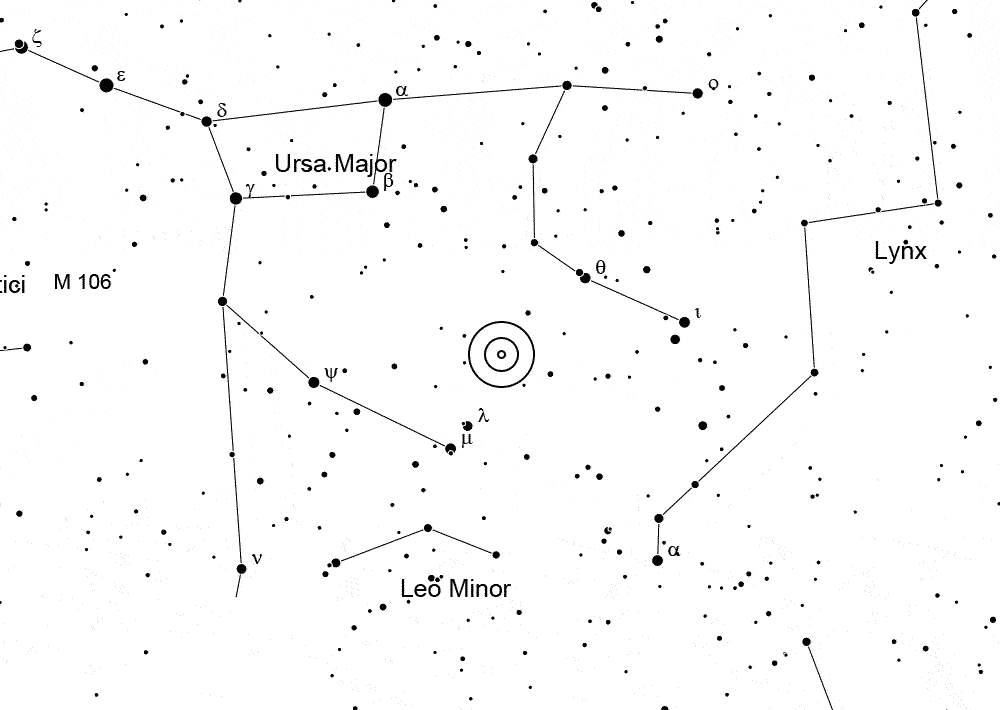 ζ
ε
δ
α
ο
Ursa Major
γ
β
Lynx
θ
tici
M 106
ι
ψ
λ
μ
α
ν
Leo Minor